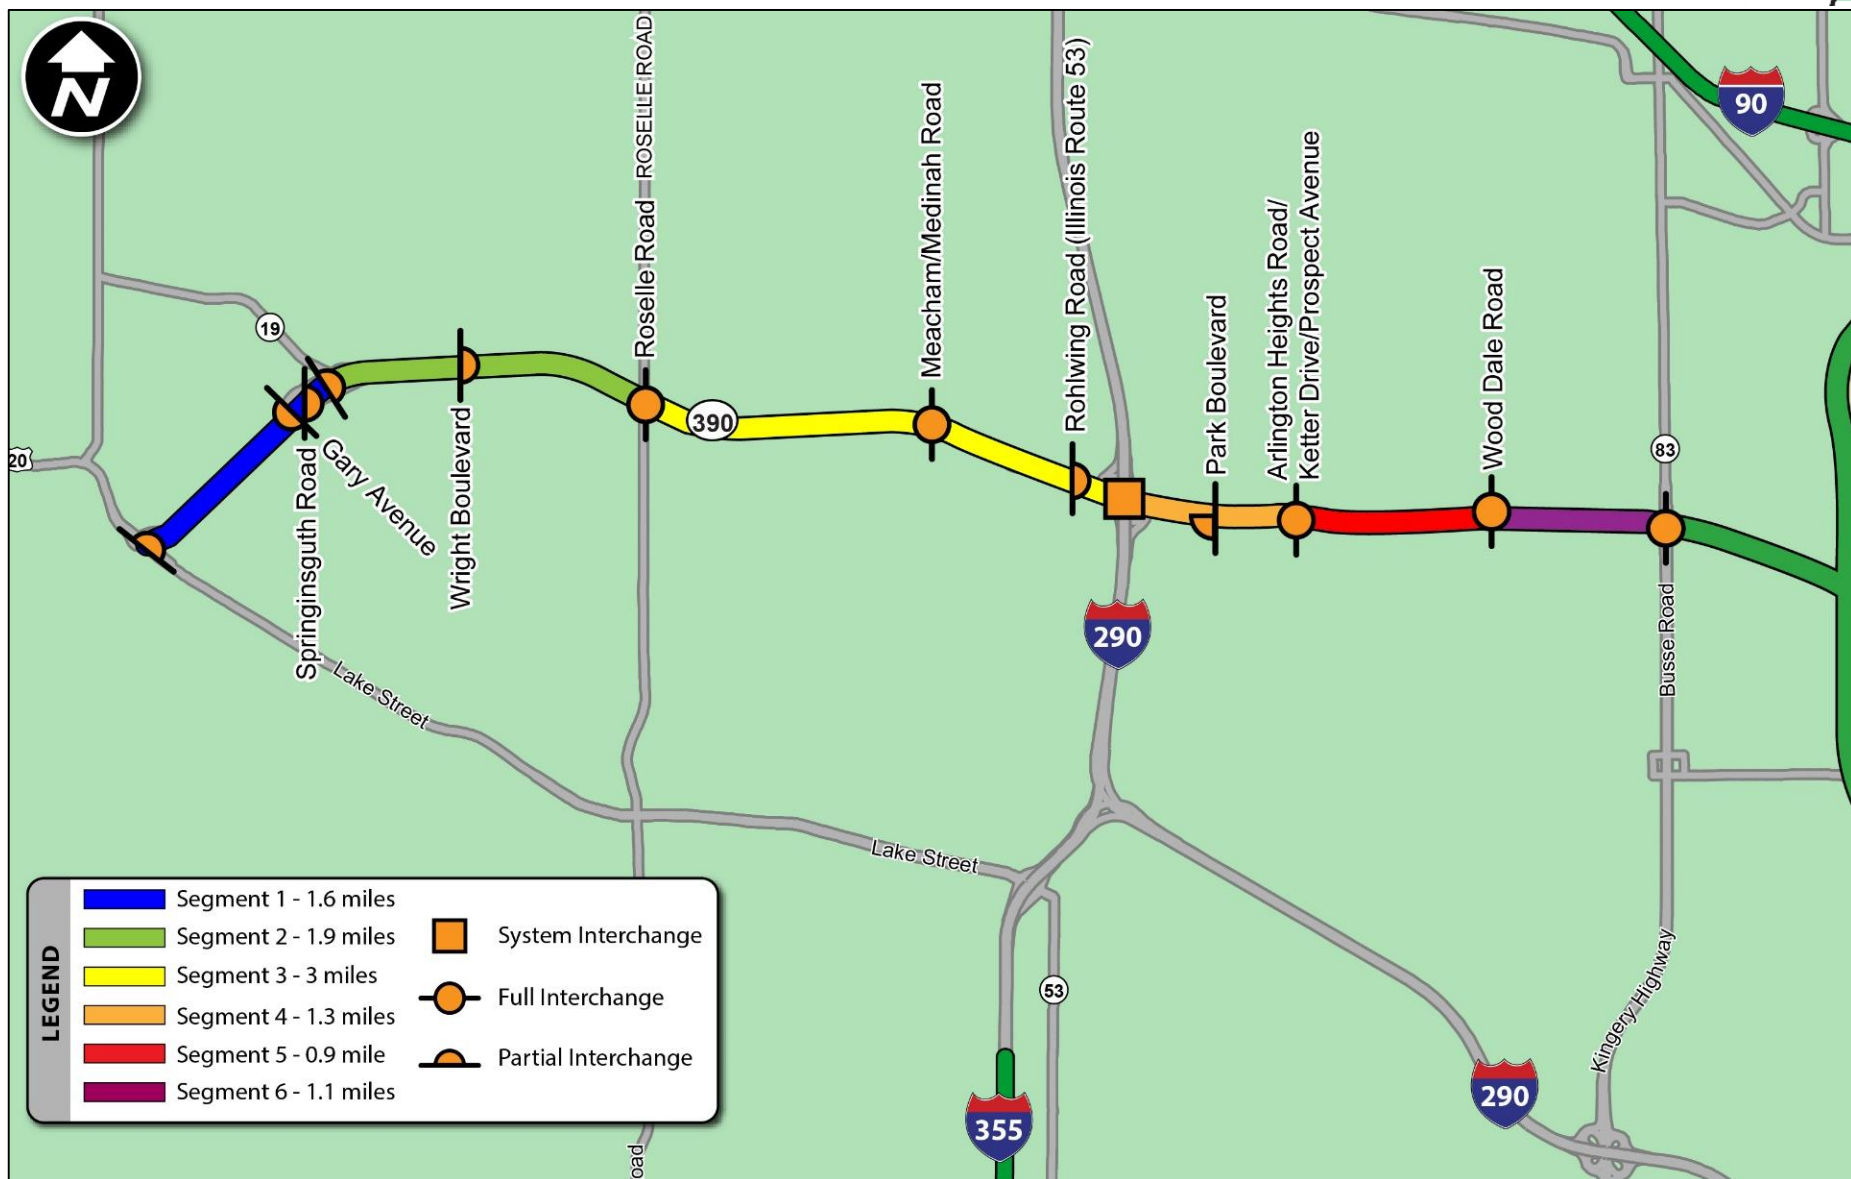 N
90
ROSELLE ROAD
Roselle Road
Meacham/Medinah Road
Rohlwing Road (Illinois Route 53)
Arlington Heights Road/
Ketter Drive/Prospect Avenue
Park Boulevard
Wood Dale Road
19
390
83
20
Springinsguth Road
Gary Avenue
Wright Boulevard
290
Busse Road
Lake Street
Lake Street
Kingery Highway
53
290
355
oad
LEGEND
Segment 1 - 1.6 miles
Segment 2 - 1.9 miles
Segment 3 - 3 miles
Segment 4 - 1.3 miles
Segment 5 - 0.9 mile
Segment 6 - 1.1 miles
System Interchange
Full Interchange
Partial Interchange